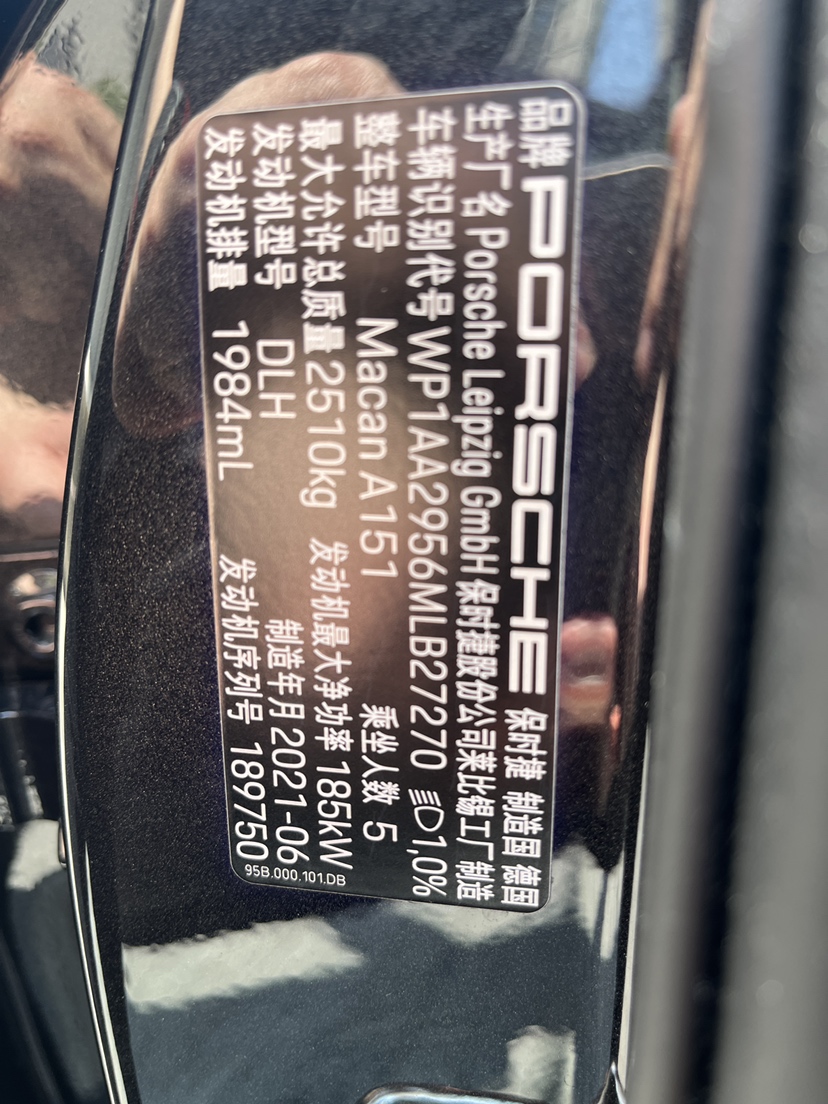 品牌 PORSCHE 保时捷 制造国 德国
生产厂名 Porsche Leipzig GmbH 保时捷股份公司莱比锡工厂 制造
车辆识别代号 WP1AA2956MLB27270 1,0%
整车型号 Macan A151 乘坐人数 5
最大允许总质量 2510kg 发动机最大净功率 185kW
发动机型号 DLH 制造年月 2021-06
发动机排量 1984mL 发动机序列号 189750
95B.000.101.DB